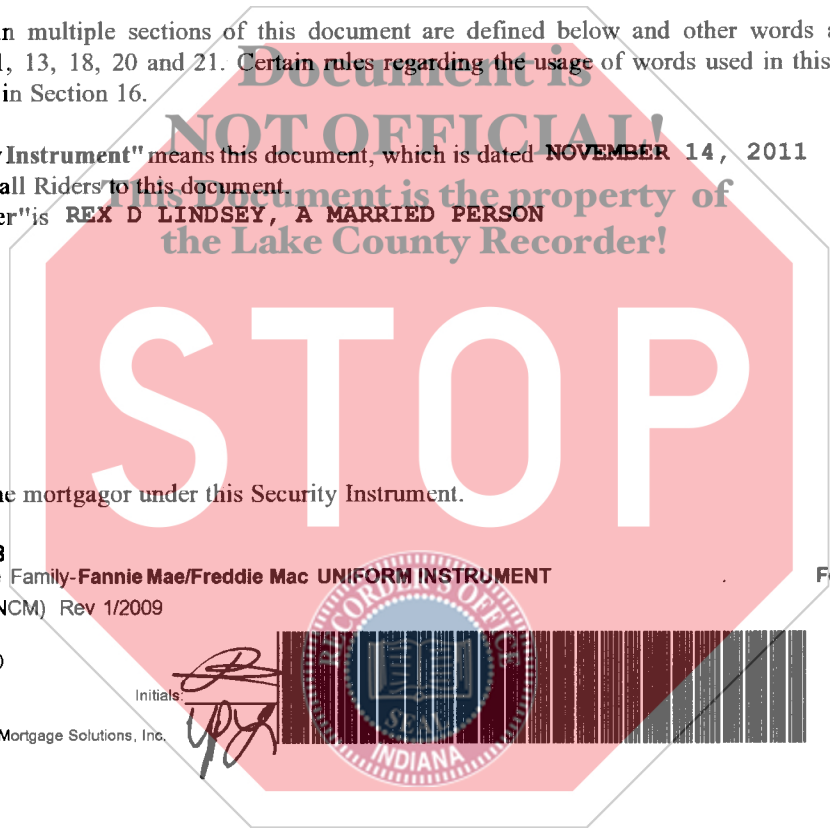 n multiple sections of this document are defined below and other words
1, 13, 18, 20 and 21. Certain rules regarding the usage of words used in this
in Section 16.
Document is
NOT OFFICIAL!
This Document is the property of
the Lake County Recorder!
Instrument" means this document, which is dated NOVEMBER 14, 2011
all Riders to this document.
er" is REX D LINDSEY, A MARRIED PERSON
STOP
e mortgagor under this Security Instrument.
Family-Fannie Mae/Freddie Mac UNIFORM INSTRUMENT
NCM) Rev 1/2009
Initials:
Mortgage Solutions, Inc.
RECORDER'S OFFICE
SEAL
INDIANA